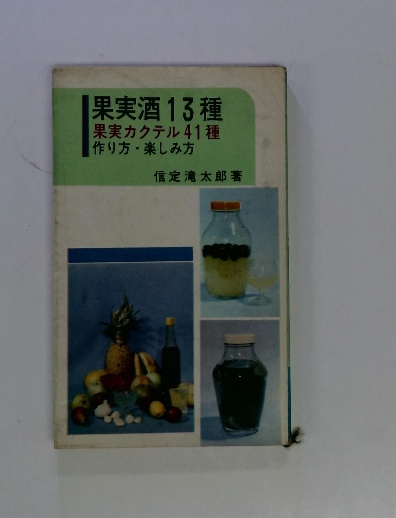 果実酒13種
果実カクテル41種
作り方・楽しみ方
信定滝太郎著